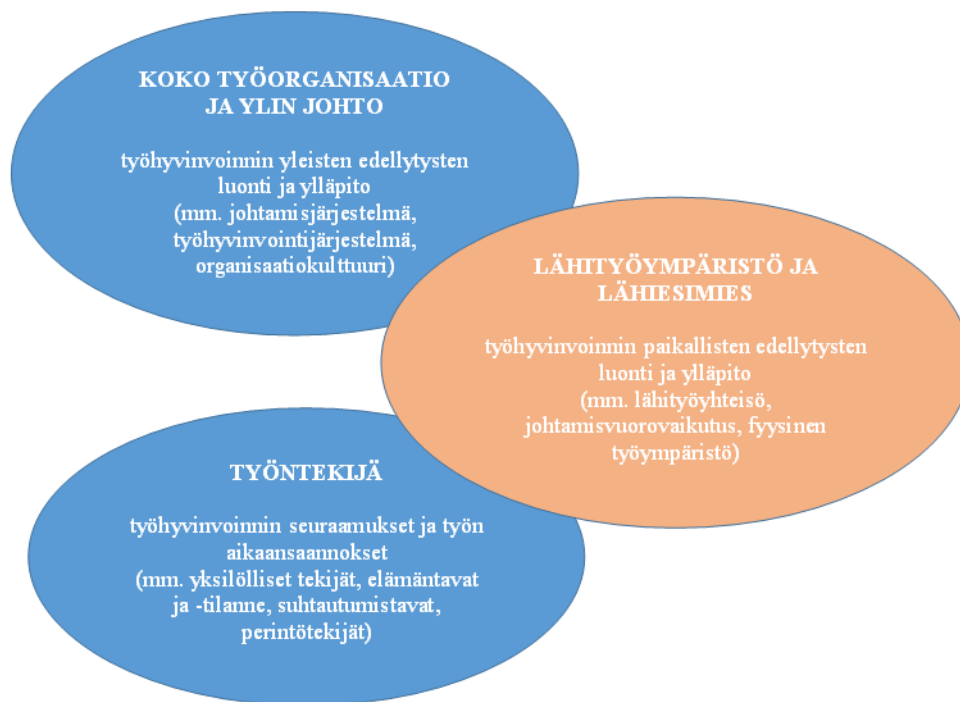 KOKO TYÖORGANISAATIO
JA YLIN JOHTO
työhyvinvoinnin yleisten edellytysten
luonti ja ylläpito
(mm. johtamisjärjestelmä,
työhyvinvointijärjestelmä,
organisaatiokulttuuri)
LÄHITYÖYMPÄRISTÖ JA
LÄHIESIMIES
työhyvinvoinnin paikallisten edellytysten
luonti ja ylläpito
(mm. lähityöyhteisö,
johtamisvuorovaikutus, fyysinen
työympäristö)
TYÖNTEKIJÄ
työhyvinvoinnin seuraamukset ja työn
aikaansaannokset
(mm. yksilölliset tekijät, elämäntavat
ja -tilanne, suhtautumistavat,
perintötekijät)